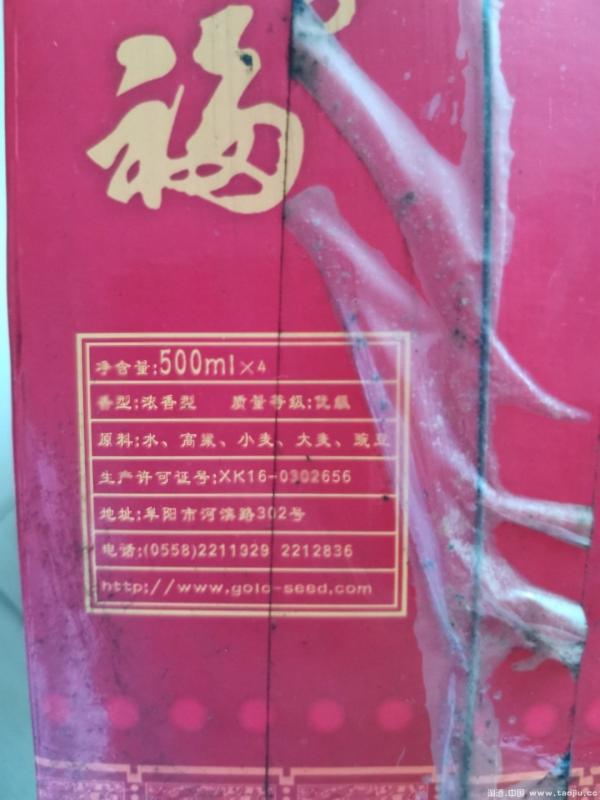 福
净含量:500ml×4
香型:浓香型 质量等级:优级
原料:水、高粱、小麦、大麦、豌豆
生产许可证号:XK16-0302656
地址:阜阳市河滨路302号
电话:(0558)2211929 2212836
http://www.gold-seed.com
淘酒.中国 www.taojiu.cc